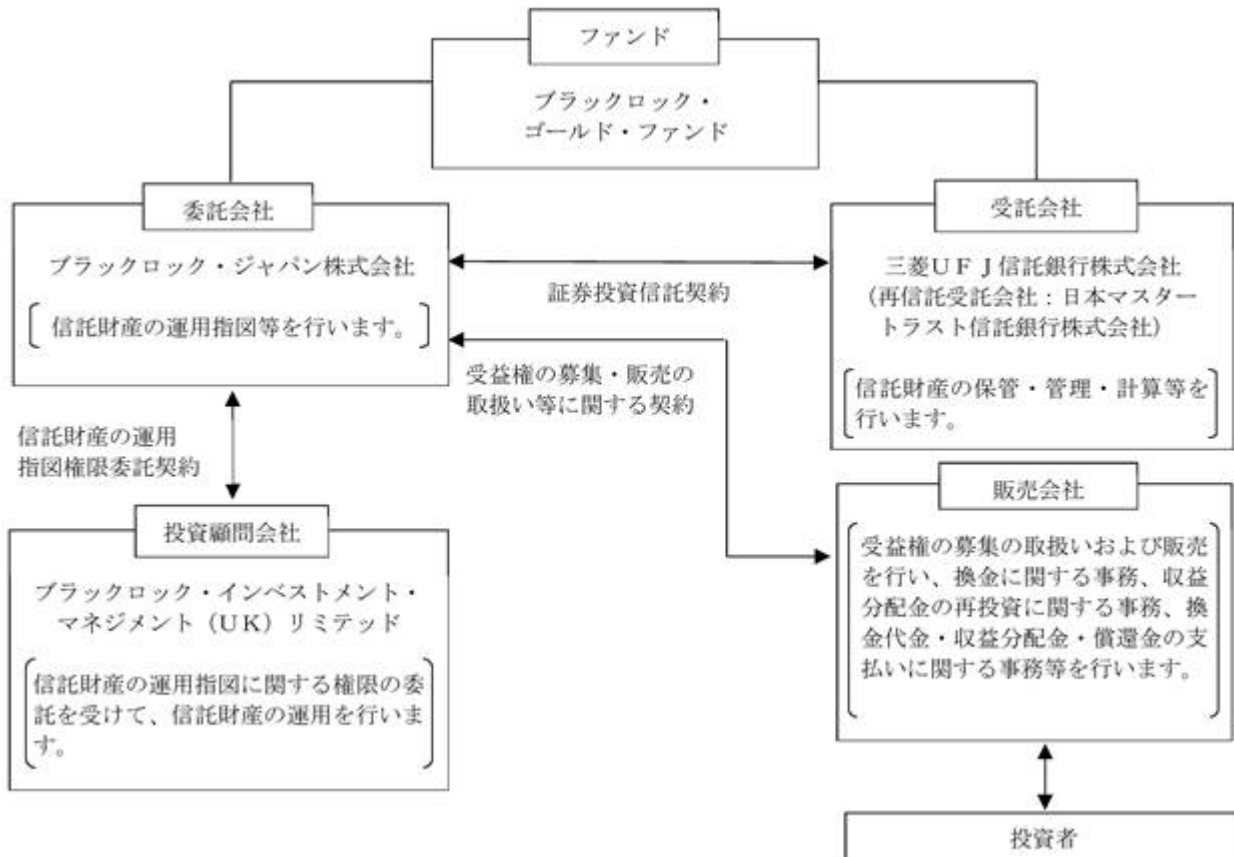 ファンド
ブラックロック・
ゴールド・ファンド
委託会社
ブラックロック・ジャパン株式会社
信託財産の運用指図等を行います。
証券投資信託契約
受託会社
三菱UFJ信託銀行株式会社
(再信託受託会社:日本マスター
トラスト信託銀行株式会社)
信託財産の保管・管理・計算等を
行います。
受益権の募集・販売の
取扱い等に関する契約
信託財産の運用
指図権限委託契約
投資顧問会社
ブラックロック・インベストメント・
マネジメント(UK)リミテッド
信託財産の運用指図に関する権限の委
託を受けて、信託財産の運用を行いま
す。
販売会社
受益権の募集の取扱いおよび販売
を行い、換金に関する事務、収益
分配金の再投資に関する事務、換
金代金・収益分配金・償還金の支
払いに関する事務等を行います。
投資者